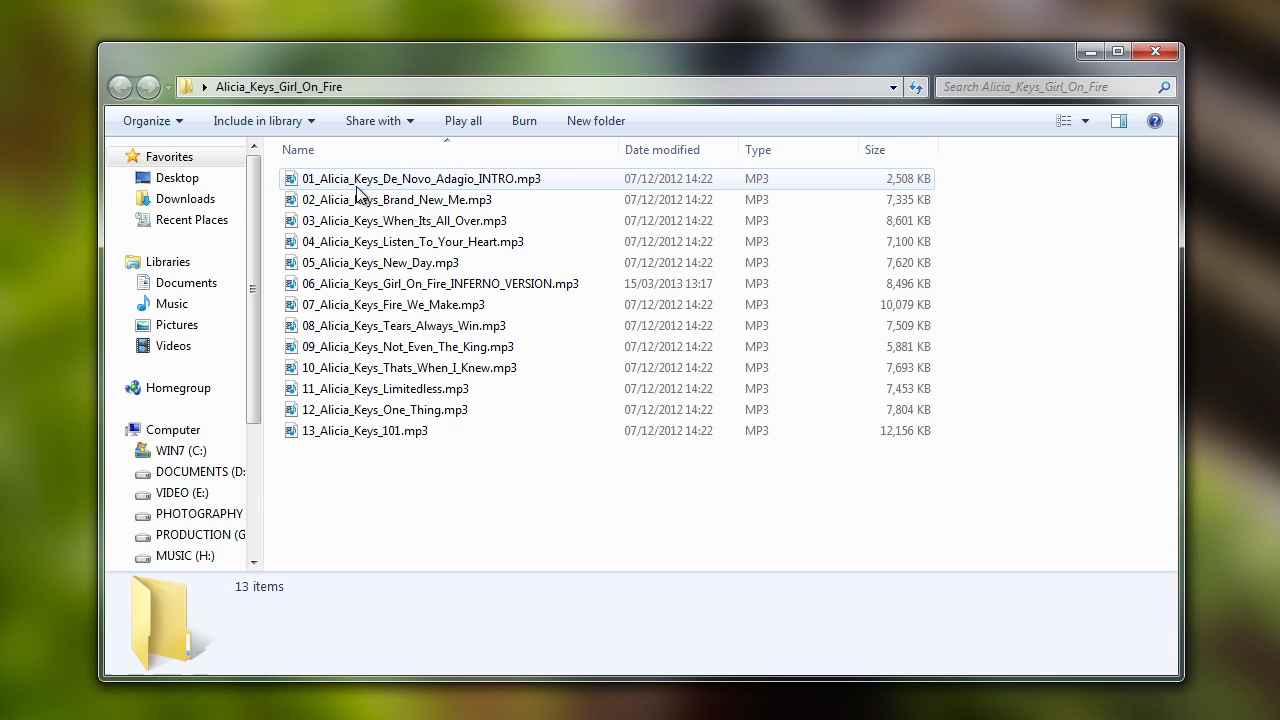 Alicia_Keys_Girl_On_Fire
Search Alicia_Keys_Girl_On_Fire
Organize Include in library Share with Play all Burn New folder
Name Date modified Type Size
Favorites
Desktop
Downloads
Recent Places
Libraries
Documents
Music
Pictures
Videos
Homegroup
Computer
WIN7 (C:)
DOCUMENTS (D:
VIDEO (E:)
PHOTOGRAPHY
PRODUCTION (G
MUSIC (H:)
01_Alicia_Keys_De_Novo_Adagio_INTRO.mp3 07/12/2012 14:22 MP3 2,508 KB
02_Alicia_Keys_Brand_New_Me.mp3 07/12/2012 14:22 MP3 7,335 KB
03_Alicia_Keys_When_Its_All_Over.mp3 07/12/2012 14:22 MP3 8,601 KB
04_Alicia_Keys_Listen_To_Your_Heart.mp3 07/12/2012 14:22 MP3 7,100 KB
05_Alicia_Keys_New_Day.mp3 07/12/2012 14:22 MP3 7,620 KB
06_Alicia_Keys_Girl_On_Fire_INFERNO_VERSION.mp3 15/03/2013 13:17 MP3 8,496 KB
07_Alicia_Keys_Fire_We_Make.mp3 07/12/2012 14:22 MP3 10,079 KB
08_Alicia_Keys_Tears_Always_Win.mp3 07/12/2012 14:22 MP3 7,509 KB
09_Alicia_Keys_Not_Even_The_King.mp3 07/12/2012 14:22 MP3 5,881 KB
10_Alicia_Keys_Thats_When_I_Knew.mp3 07/12/2012 14:22 MP3 7,693 KB
11_Alicia_Keys_Limitedless.mp3 07/12/2012 14:22 MP3 7,453 KB
12_Alicia_Keys_One_Thing.mp3 07/12/2012 14:22 MP3 7,804 KB
13_Alicia_Keys_101.mp3 07/12/2012 14:22 MP3 12,156 KB
13 items